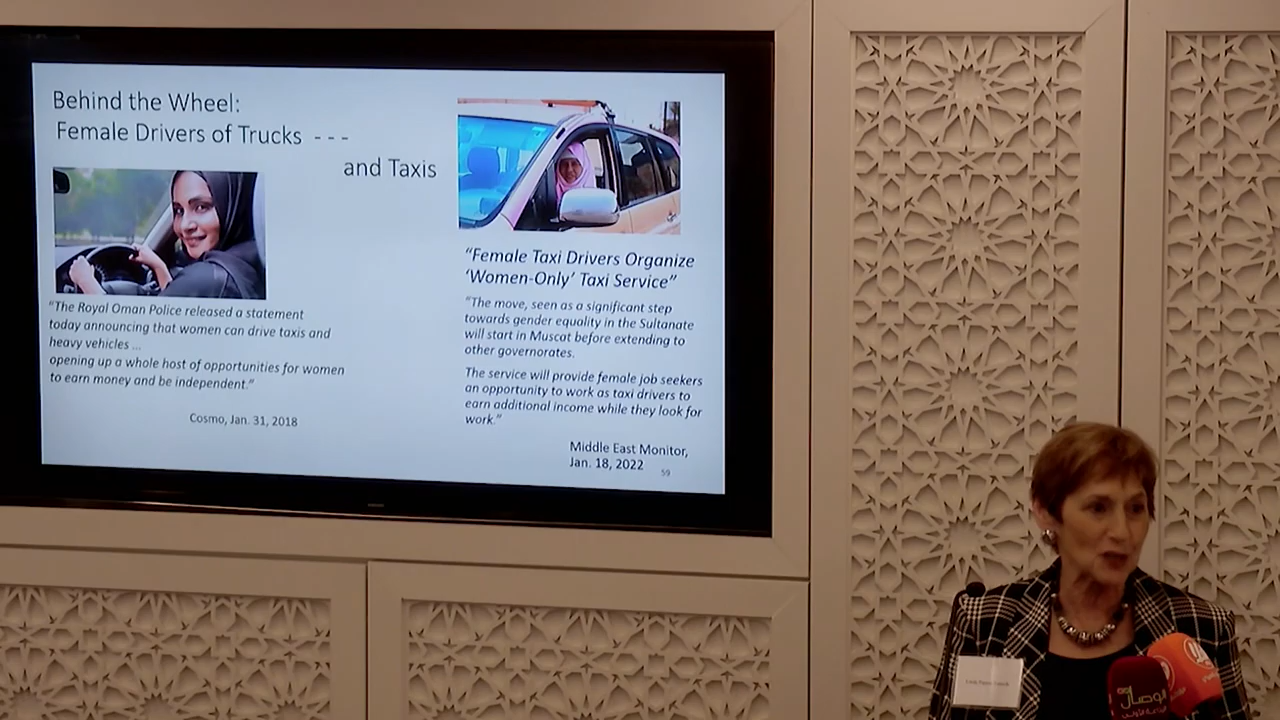 Behind the Wheel:
Female Drivers of Trucks - - -
and Taxis
"The Royal Oman Police released a statement
today announcing that women can drive taxis and
heavy vehicles ...
opening up a whole host of opportunities for women
to earn money and be independent."
Cosmo, Jan. 31, 2018
"Female Taxi Drivers Organize
'Women-Only' Taxi Service"
"The move, seen as a significant step
towards gender equality in the Sultanate
will start in Muscat before extending to
other governorates.
The service will provide female job seekers
an opportunity to work as taxi drivers to
earn additional income while they look for
work."
Middle East Monitor,
Jan. 18, 2022
59
الوصال